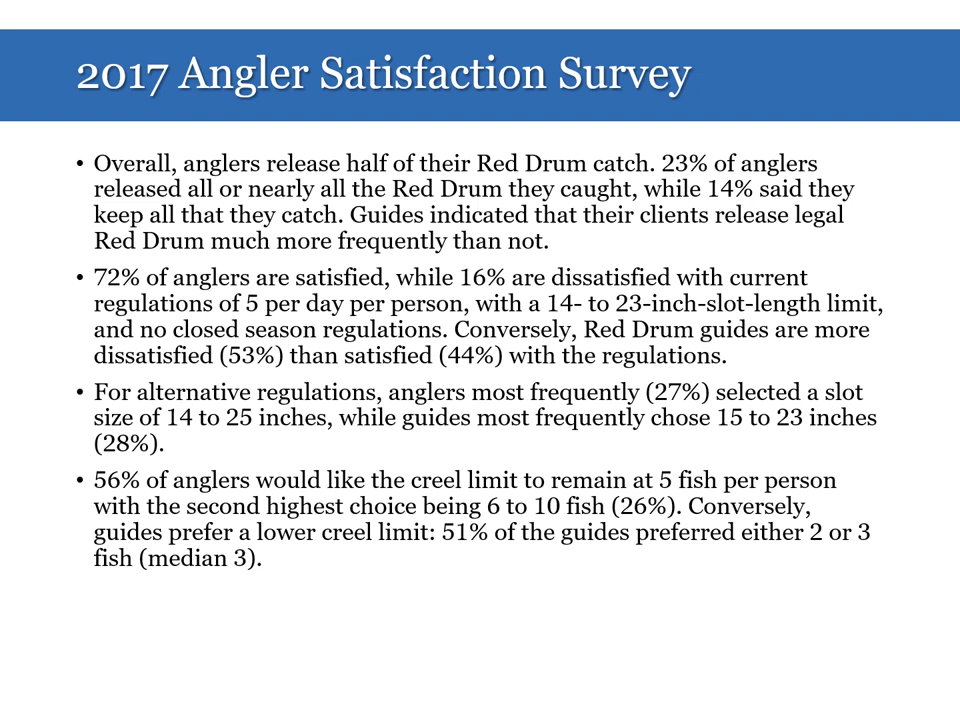 2017 Angler Satisfaction Survey
• Overall, anglers release half of their Red Drum catch. 23% of anglers
released all or nearly all the Red Drum they caught, while 14% said they
keep all that they catch. Guides indicated that their clients release legal
Red Drum much more frequently than not.
• 72% of anglers are satisfied, while 16% are dissatisfied with current
regulations of 5 per day per person, with a 14- to 23-inch-slot-length limit,
and no closed season regulations. Conversely, Red Drum guides are more
dissatisfied (53%) than satisfied (44%) with the regulations.
• For alternative regulations, anglers most frequently (27%) selected a slot
size of 14 to 25 inches, while guides most frequently chose 15 to 23 inches
(28%).
• 56% of anglers would like the creel limit to remain at 5 fish per person
with the second highest choice being 6 to 10 fish (26%). Conversely,
guides prefer a lower creel limit: 51% of the guides preferred either 2 or 3
fish (median 3).